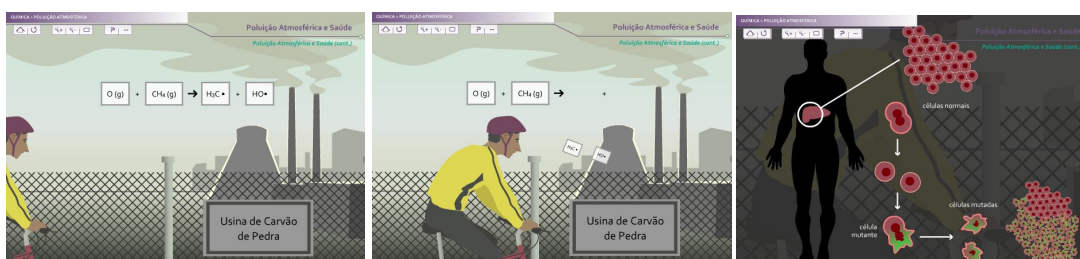 QUÍMICA > POLUIÇÃO ATMOSFÉRICA
Poluição Atmosférica e Saúde
Poluição Atmosférica e Saúde (cont.)
O (g) + CH₄ (g) → H₃C • + HO•
Usina de Carvão
de Pedra
QUÍMICA > POLUIÇÃO ATMOSFÉRICA
Poluição Atmosférica e Saúde
Poluição Atmosférica e Saúde (cont.)
O (g) + CH₄ (g) → +
H₃C •
HO•
Usina de Carvão
de Pedra
QUÍMICA > POLUIÇÃO ATMOSFÉRICA
Poluição Atmosférica e Saúde
Poluição Atmosférica e Saúde (cont.)
células normais
células mutadas
célula
mutante